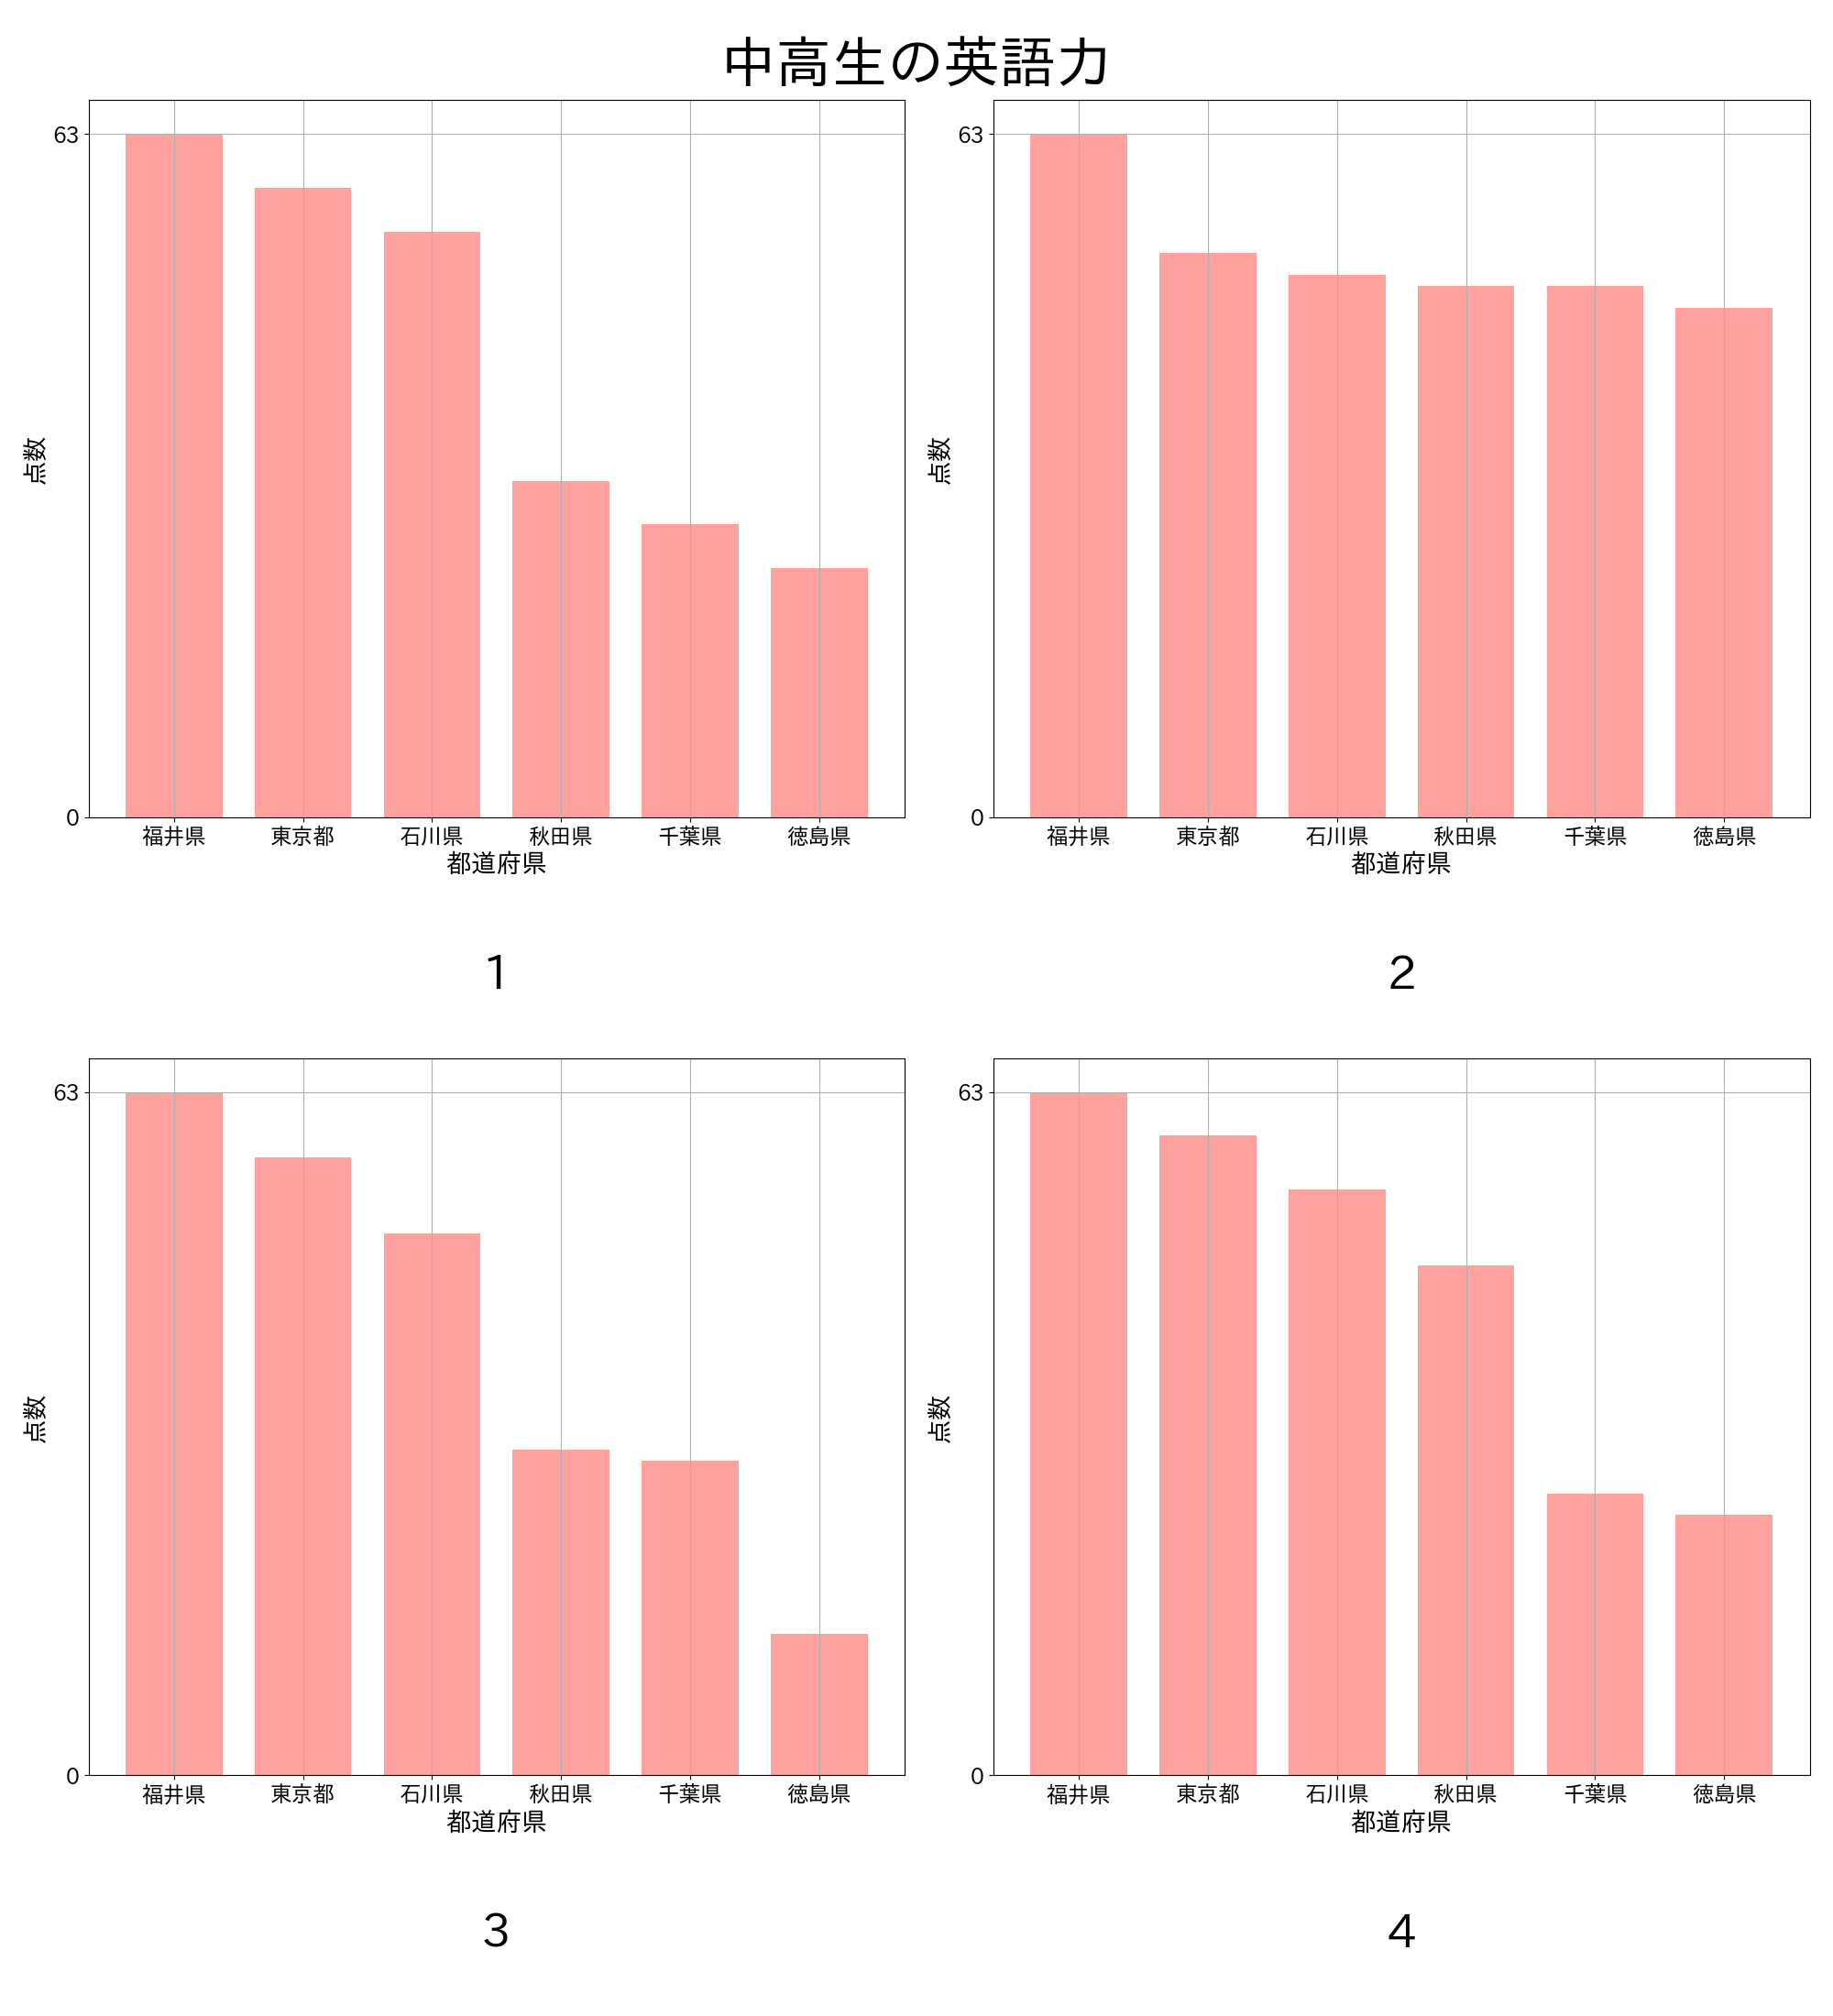 中高生の英語力
63
0
点数
福井県 東京都 石川県 秋田県 千葉県 徳島県
都道府県
1
63
0
点数
福井県 東京都 石川県 秋田県 千葉県 徳島県
都道府県
2
63
0
点数
福井県 東京都 石川県 秋田県 千葉県 徳島県
都道府県
3
63
0
点数
福井県 東京都 石川県 秋田県 千葉県 徳島県
都道府県
4